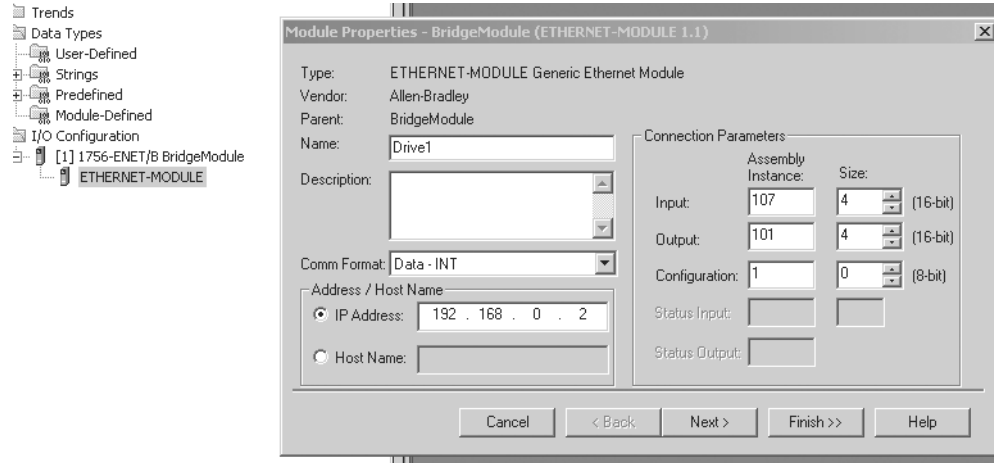 Trends
Data Types
User-Defined
Strings
Predefined
Module-Defined
I/O Configuration
[1] 1756-ENET/B BridgeModule
ETHERNET-MODULE
Module Properties - BridgeModule (ETHERNET-MODULE 1.1)
Type: ETHERNET-MODULE Generic Ethernet Module
Vendor: Allen-Bradley
Parent: BridgeModule
Name: Drive1
Description:
Comm Format: Data - INT
Address / Host Name
IP Address: 192 . 168 . 0 . 2
Host Name:
Connection Parameters
Assembly
Instance: Size:
Input: 107 4 (16-bit)
Output: 101 4 (16-bit)
Configuration: 1 0 (8-bit)
Status Input:
Status Output:
Cancel < Back Next > Finish >> Help